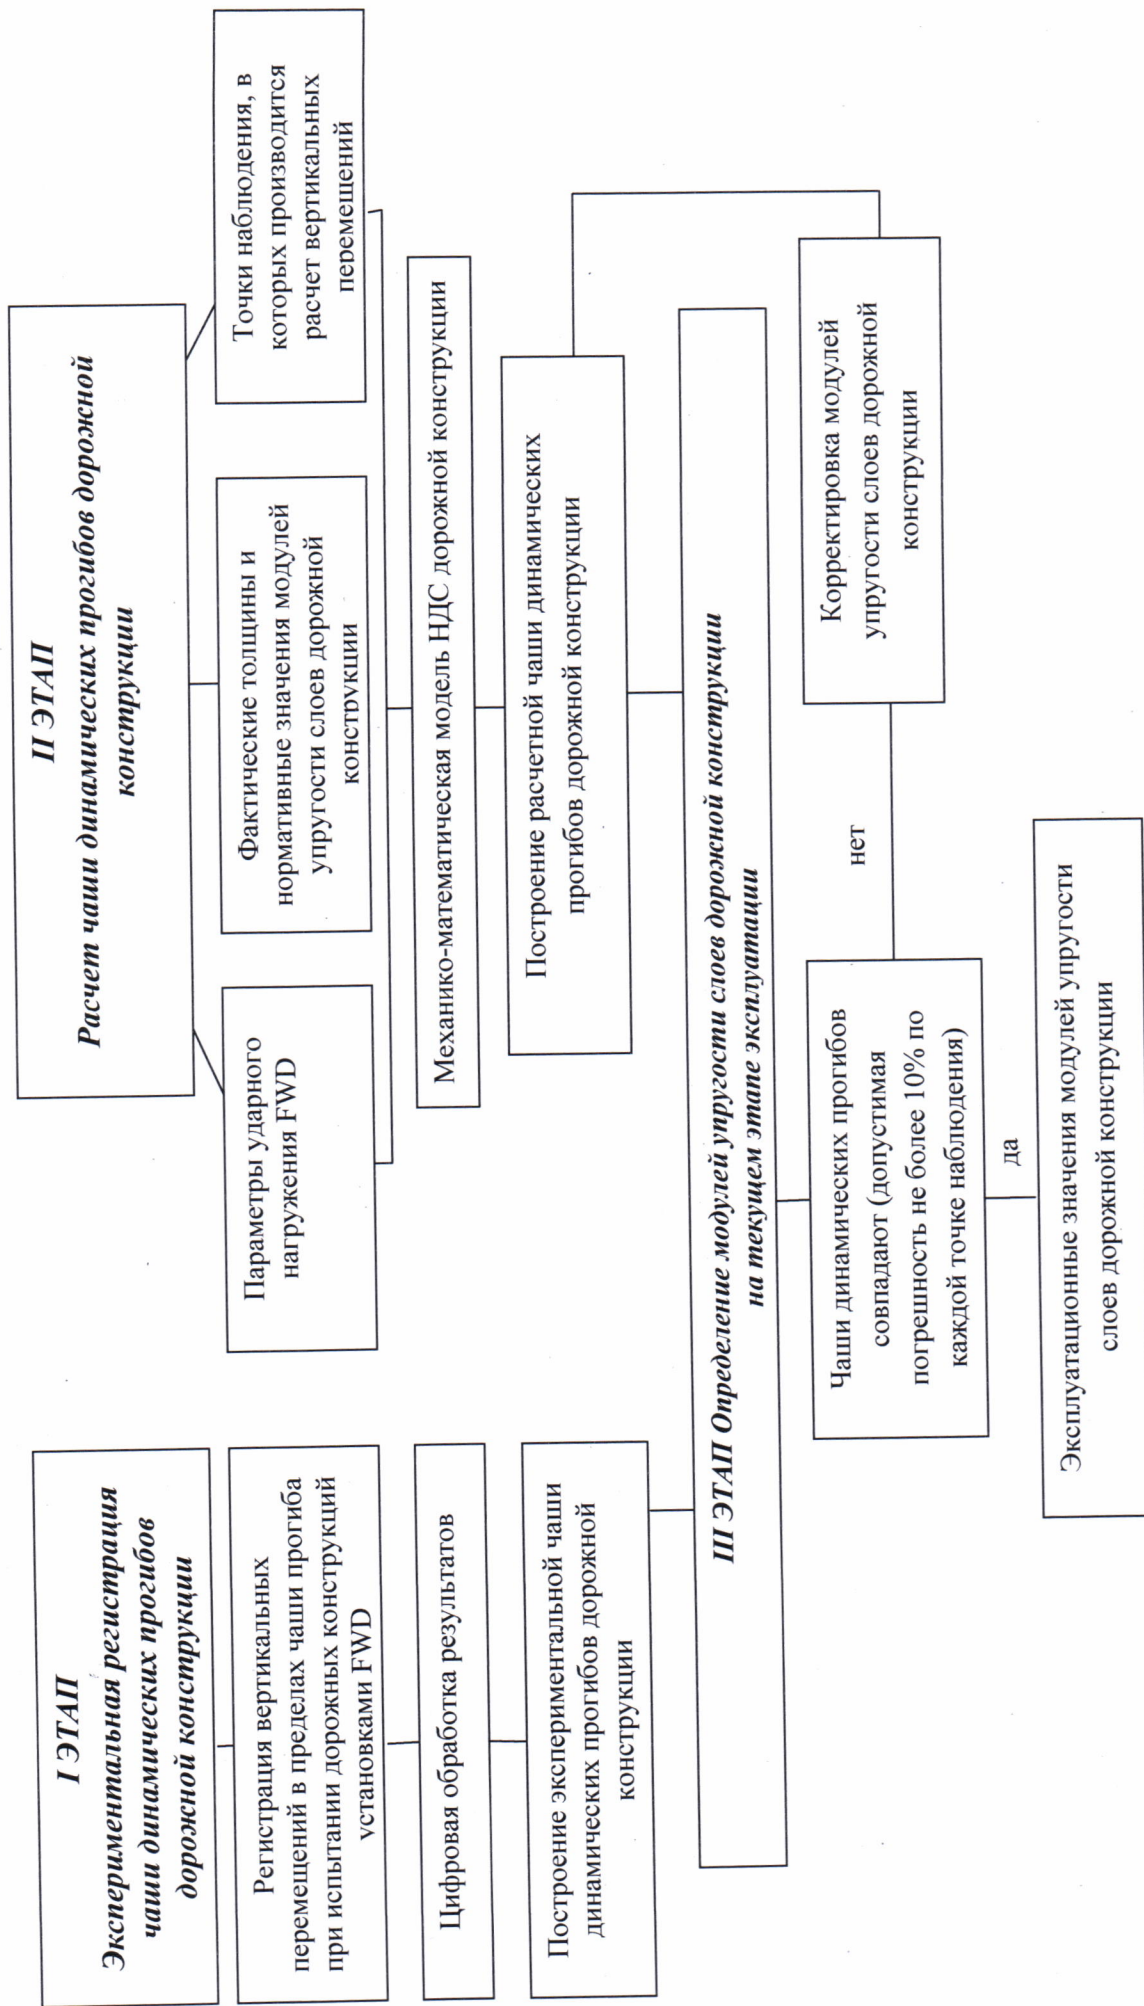 I ЭТАП
Экспериментальная регистрация
чаши динамических прогибов
дорожной конструкции
Регистрация вертикальных
перемещений в пределах чаши прогиба
при испытании дорожных конструкций
установками FWD
Цифровая обработка результатов
Построение экспериментальной чаши
динамических прогибов дорожной
конструкции
II ЭТАП
Расчет чаши динамических прогибов дорожной
конструкции
Параметры ударного
нагружения FWD
Фактические толщины и
нормативные значения модулей
упругости слоев дорожной
конструкции
Точки наблюдения, в
которых производится
расчет вертикальных
перемещений
Механико-математическая модель НДС дорожной конструкции
Построение расчетной чаши динамических
прогибов дорожной конструкции
III ЭТАП Определение модулей упругости слоев дорожной конструкции
на текущем этапе эксплуатации
Чаши динамических прогибов
совпадают (допустимая
погрешность не более 10% по
каждой точке наблюдения)
нет
Корректировка модулей
упругости слоев дорожной
конструкции
да
Эксплуатационные значения модулей упругости
слоев дорожной конструкции